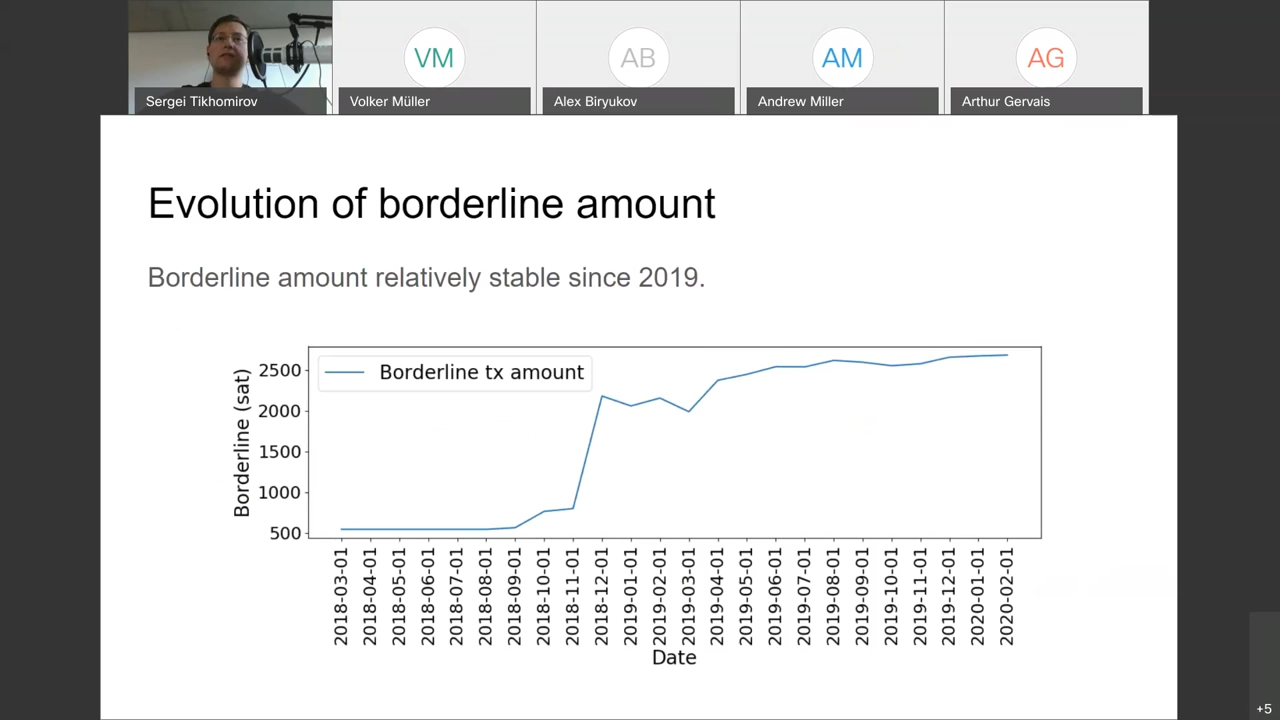 VM
AB
AM
AG
Sergei Tikhomirov
Volker Müller
Alex Biryukov
Andrew Miller
Arthur Gervais
Evolution of borderline amount
Borderline amount relatively stable since 2019.
Borderline tx amount
Borderline (sat)
2500
2000
1500
1000
500
2018-03-01
2018-04-01
2018-05-01
2018-06-01
2018-07-01
2018-08-01
2018-09-01
2018-10-01
2018-11-01
2018-12-01
2019-01-01
2019-02-01
2019-03-01
2019-04-01
2019-05-01
2019-06-01
2019-07-01
2019-08-01
2019-09-01
2019-10-01
2019-11-01
2019-12-01
2020-01-01
2020-02-01
Date
+5